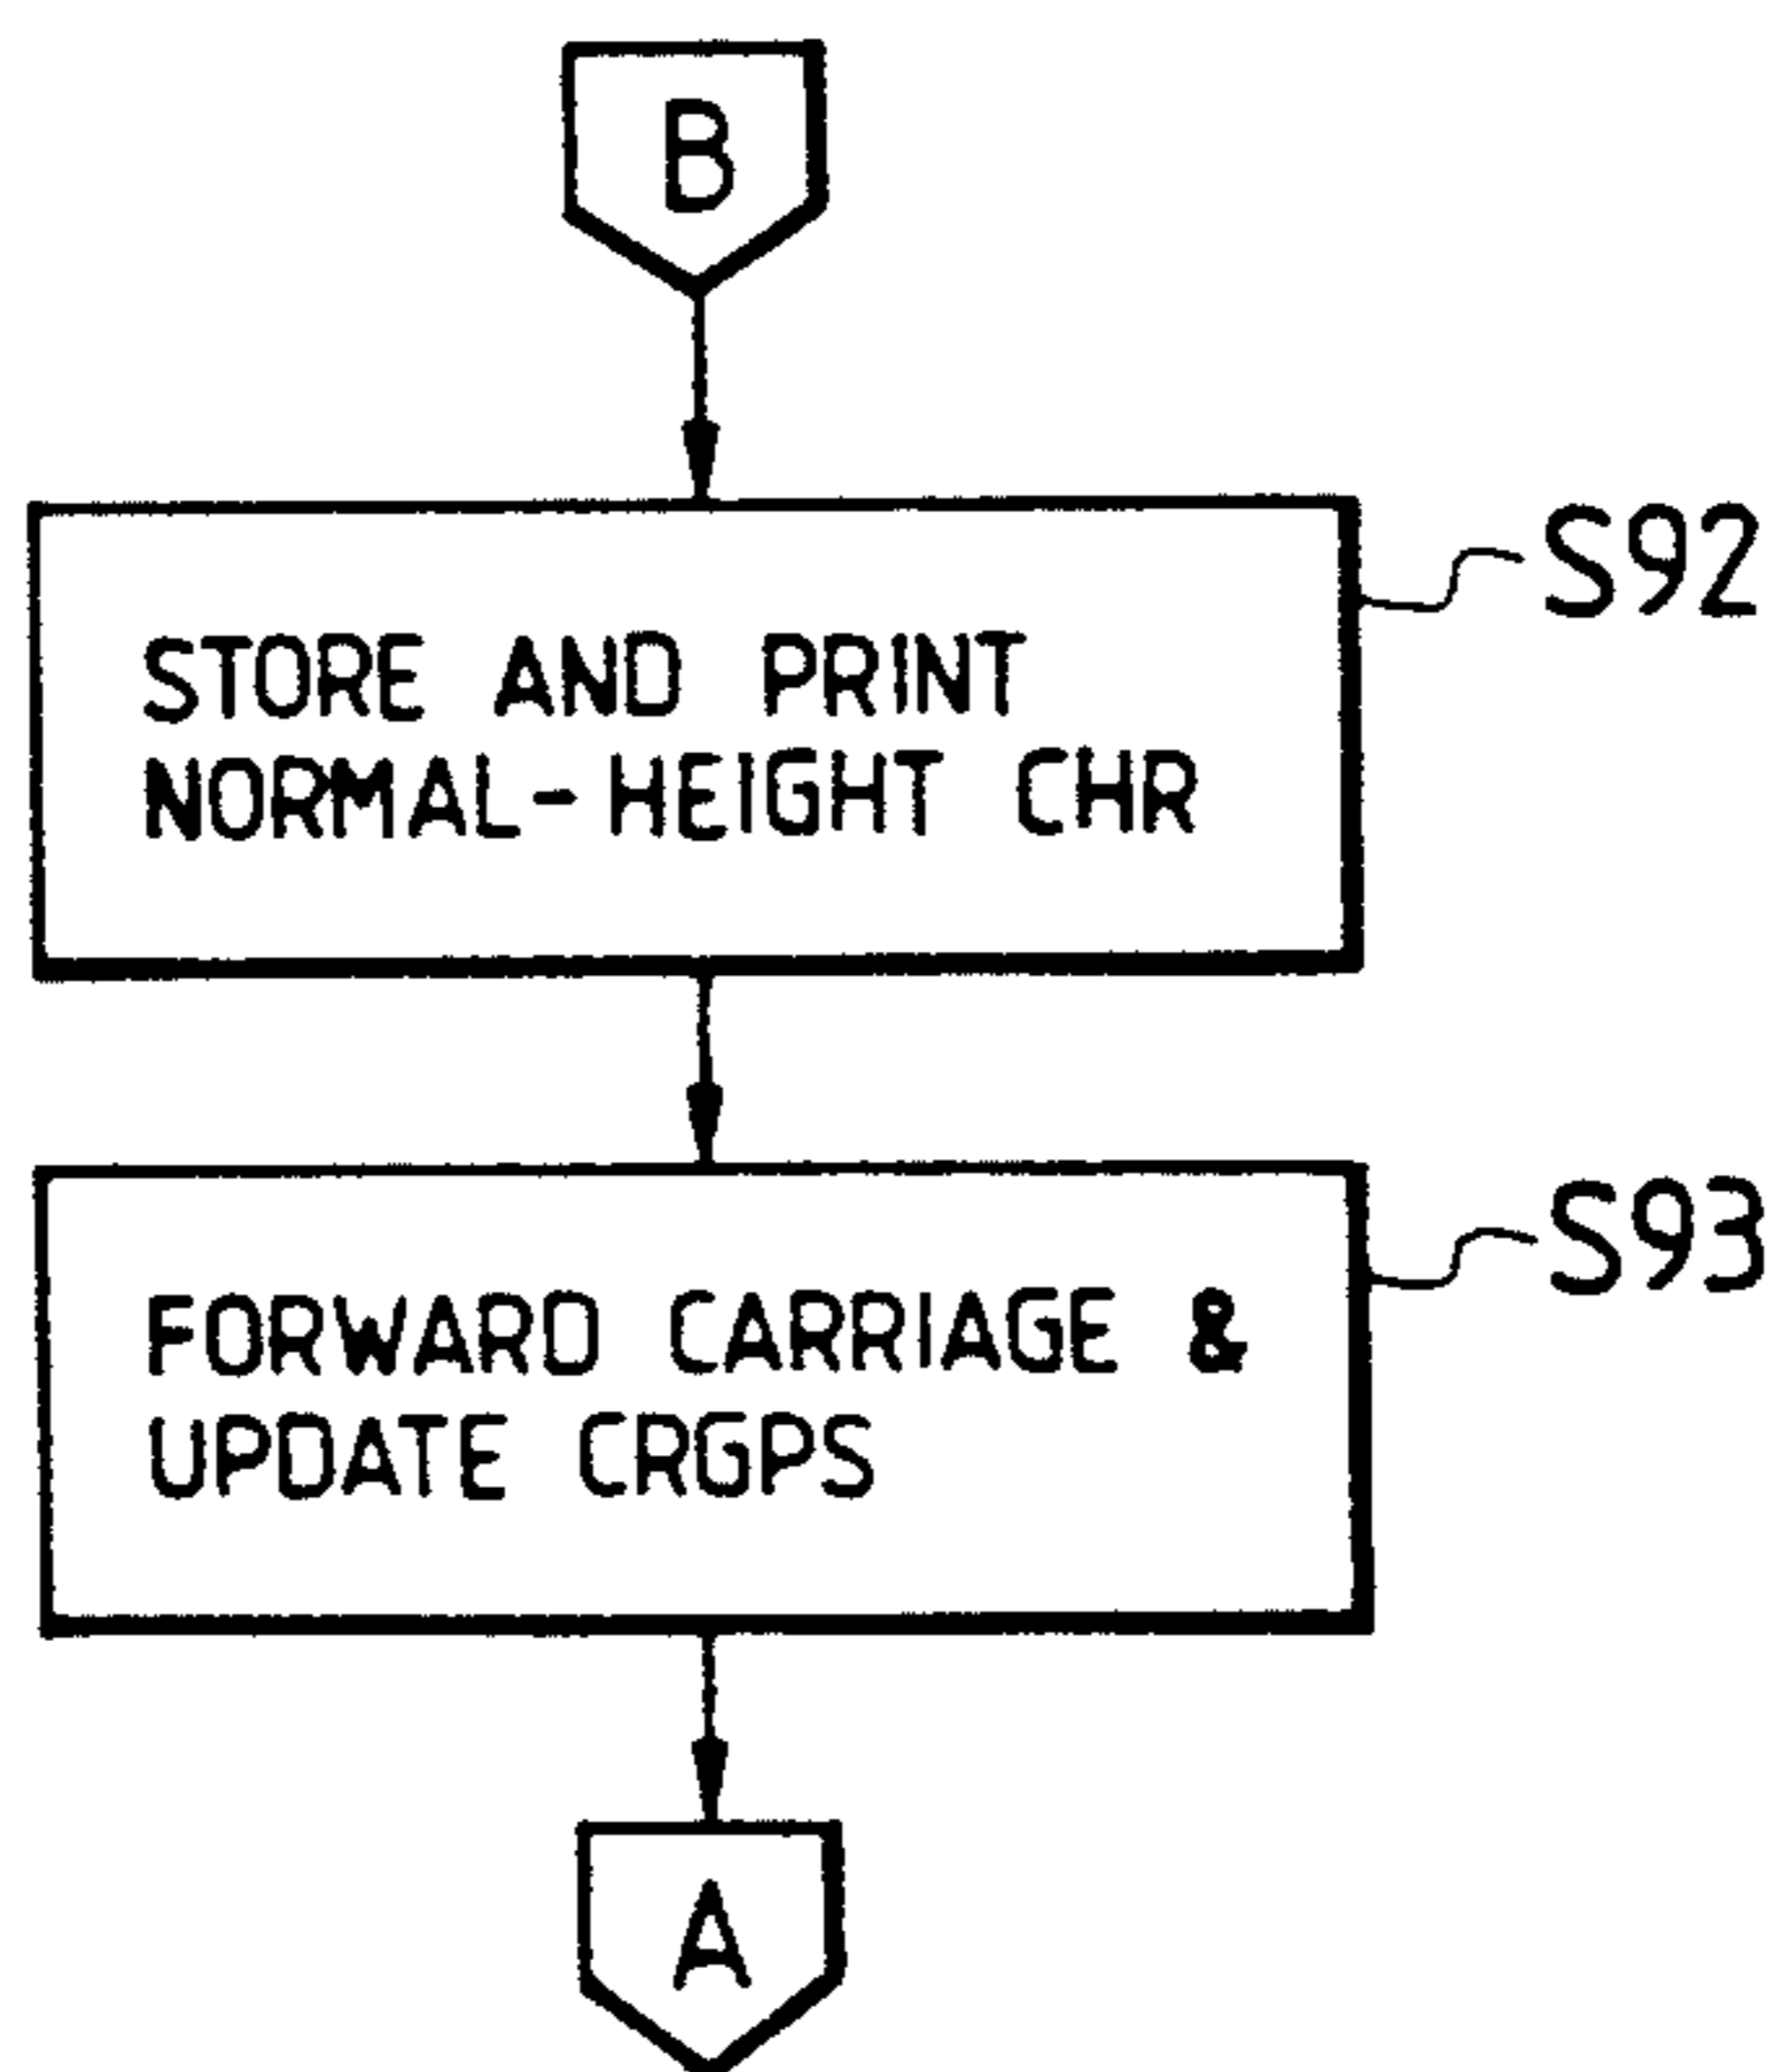 B
S92
STORE AND PRINT
NORMAL-HEIGHT CHR
S93
FORWARD CARRIAGE &
UPDATE CRGPS
A